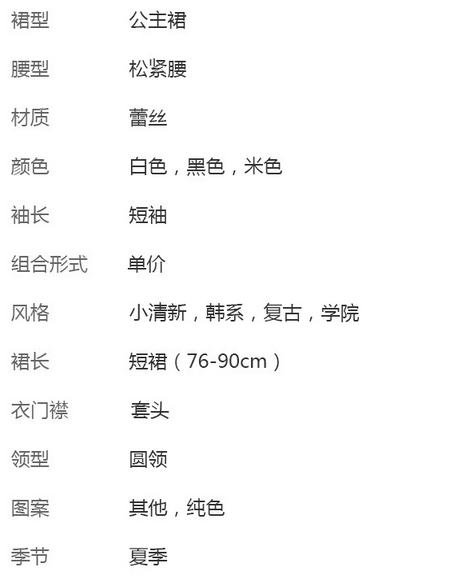 裙型 公主裙
腰型 松紧腰
材质 蕾丝
颜色 白色，黑色，米色
袖长 短袖
组合形式 单价
风格 小清新，韩系，复古，学院
裙长 短裙（76-90cm）
衣门襟 套头
领型 圆领
图案 其他，纯色
季节 夏季